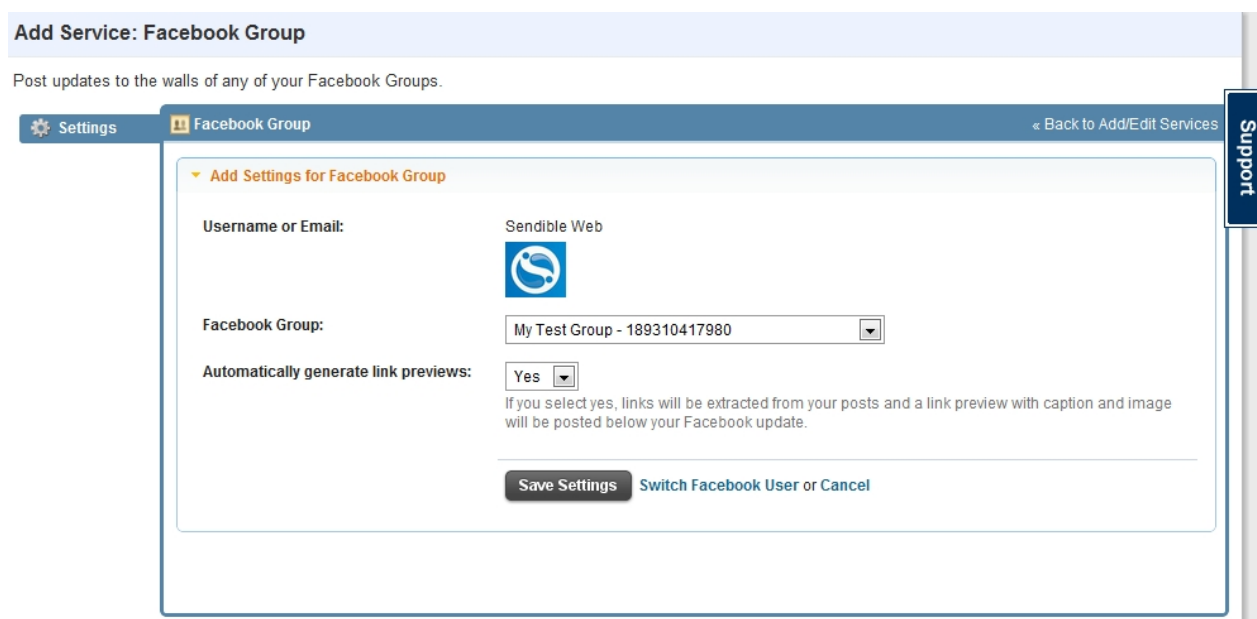 Add Service: Facebook Group
Post updates to the walls of any of your Facebook Groups.
Settings
Facebook Group
« Back to Add/Edit Services
Support
Add Settings for Facebook Group
Username or Email:
Sendible Web
Facebook Group:
My Test Group - 189310417980
Automatically generate link previews:
Yes
If you select yes, links will be extracted from your posts and a link preview with caption and image
will be posted below your Facebook update.
Save Settings Switch Facebook User or Cancel